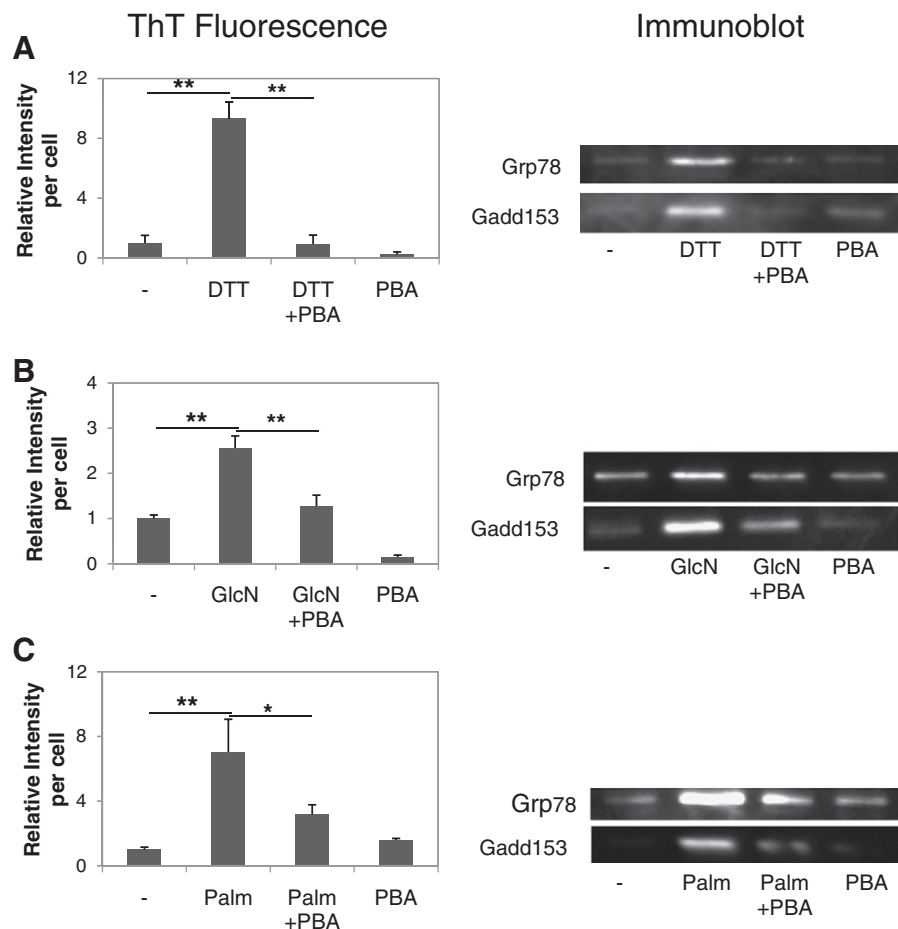 ThT Fluorescence
Immunoblot
A
Relative Intensity
per cell
12
8
4
0
**
**
-
DTT
DTT
+PBA
PBA
Grp78
Gadd153
-
DTT
DTT
+PBA
PBA
B
Relative Intensity
per cell
4
3
2
1
0
**
**
-
GlcN
GlcN
+PBA
PBA
Grp78
Gadd153
-
GlcN
GlcN
+PBA
PBA
C
Relative Intensity
per cell
12
8
4
0
**
*
-
Palm
Palm
+PBA
PBA
Grp78
Gadd153
-
Palm
Palm
+PBA
PBA